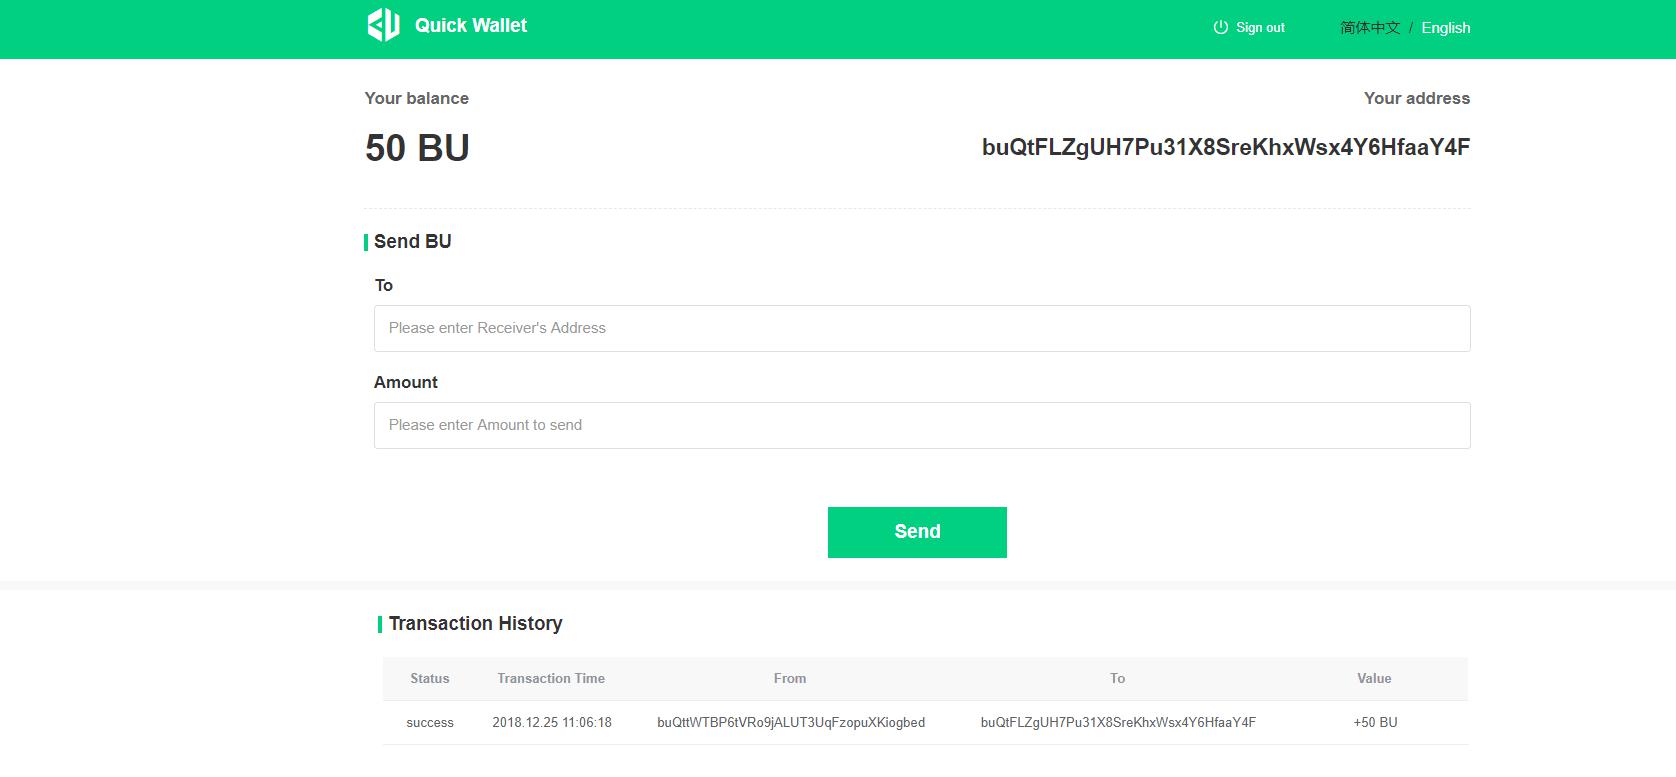 Quick Wallet
Sign out
简体中文 / English
Your balance
Your address
50 BU
buQtFLZgUH7Pu31X8SreKhxWsx4Y6HfaaY4F
Send BU
To
Please enter Receiver's Address
Amount
Please enter Amount to send
Send
Transaction History
Status Transaction Time From To Value
success 2018.12.25 11:06:18 buQttWTBP6tVRo9jALUT3UqFzopuXKiogbed buQtFLZgUH7Pu31X8SreKhxWsx4Y6HfaaY4F +50 BU